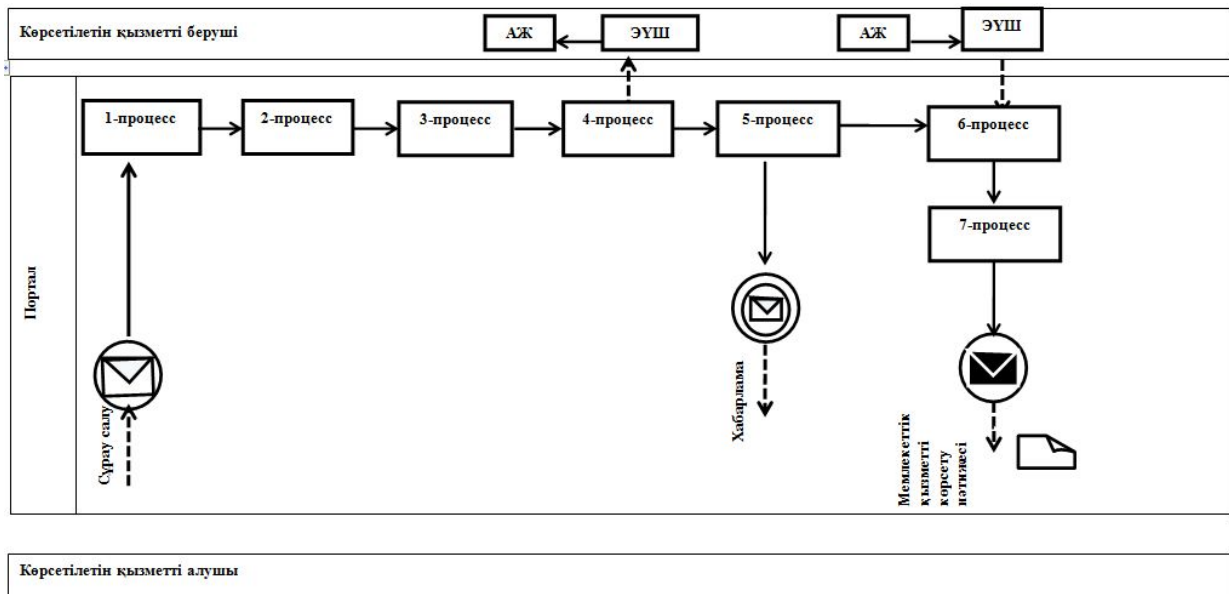 Көрсетілетін қызметті беруші
АЖ
ЭҮШ
АЖ
ЭҮШ
Портал
1-процесс
2-процесс
3-процесс
4-процесс
5-процесс
6-процесс
7-процесс
Сұрау салу
Хабарлама
Мемлекеттік
қызметті
көрсету
нәтижесі
Көрсетілетін қызметті алушы